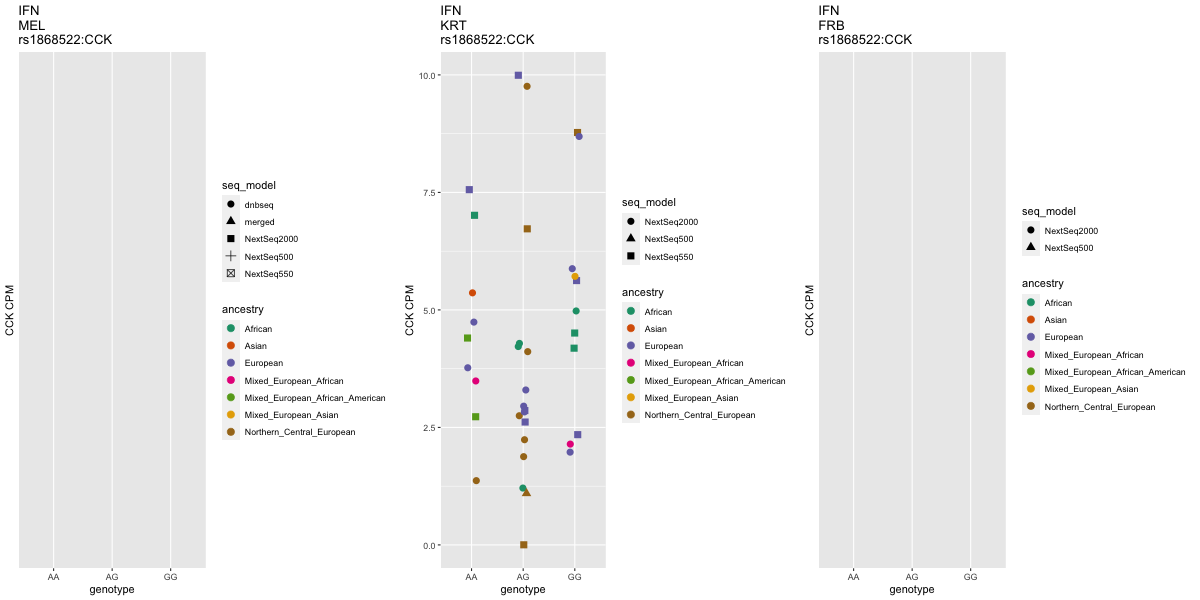 IFN
MEL
rs1868522:CCK
CCK CPM
AA
AG
GG
genotype
seq_model
dnbseq
merged
NextSeq2000
NextSeq500
NextSeq550
ancestry
African
Asian
European
Mixed_European_African
Mixed_European_African_American
Mixed_European_Asian
Northern_Central_European
IFN
KRT
rs1868522:CCK
CCK CPM
10.0
7.5
5.0
2.5
0.0
AA
AG
GG
genotype
seq_model
NextSeq2000
NextSeq500
NextSeq550
ancestry
African
Asian
European
Mixed_European_African
Mixed_European_African_American
Mixed_European_Asian
Northern_Central_European
IFN
FRB
rs1868522:CCK
CCK CPM
AA
AG
GG
genotype
seq_model
NextSeq2000
NextSeq500
ancestry
African
Asian
European
Mixed_European_African
Mixed_European_African_American
Mixed_European_Asian
Northern_Central_European